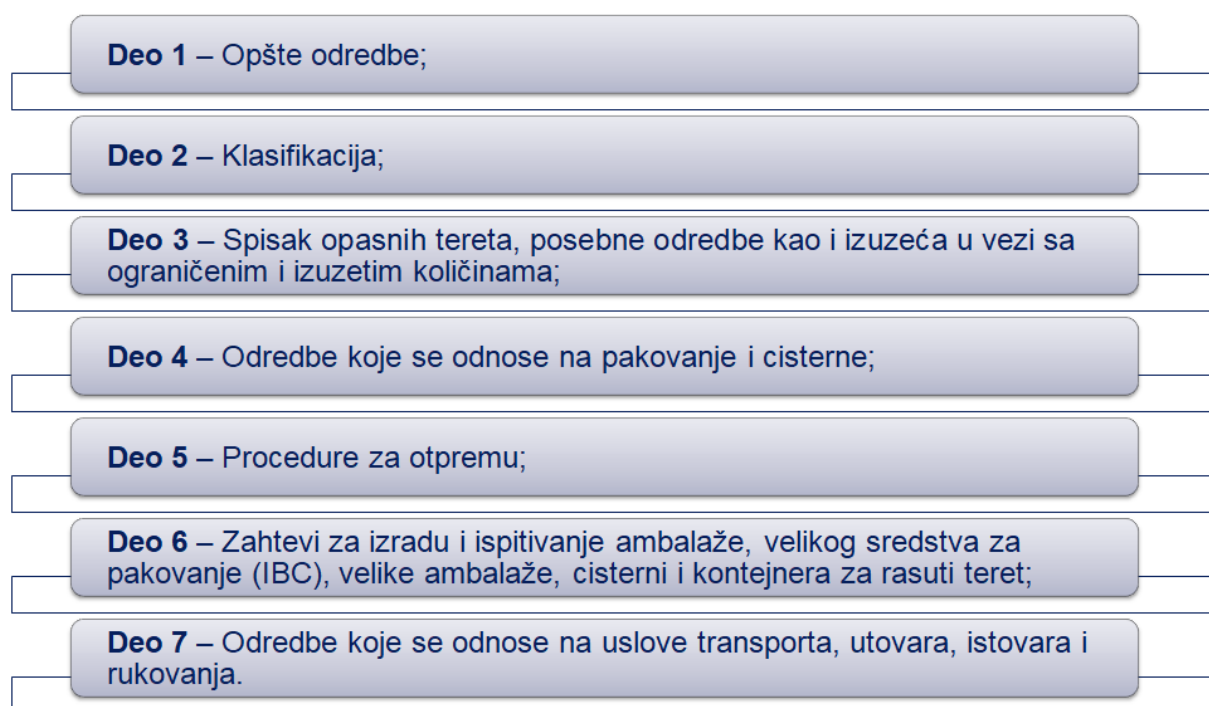 Deo 1 – Opšte odredbe;
Deo 2 – Klasifikacija;
Deo 3 – Spisak opasnih tereta, posebne odredbe kao i izuzeća u vezi sa
ograničenim i izuzetim količinama;
Deo 4 – Odredbe koje se odnose na pakovanje i cisterne;
Deo 5 – Procedure za otpremu;
Deo 6 – Zahtevi za izradu i ispitivanje ambalaže, velikog sredstva za
pakovanje (IBC), velike ambalaže, cisterni i kontejnera za rasuti teret;
Deo 7 – Odredbe koje se odnose na uslove transporta, utovara, istovara i
rukovanja.